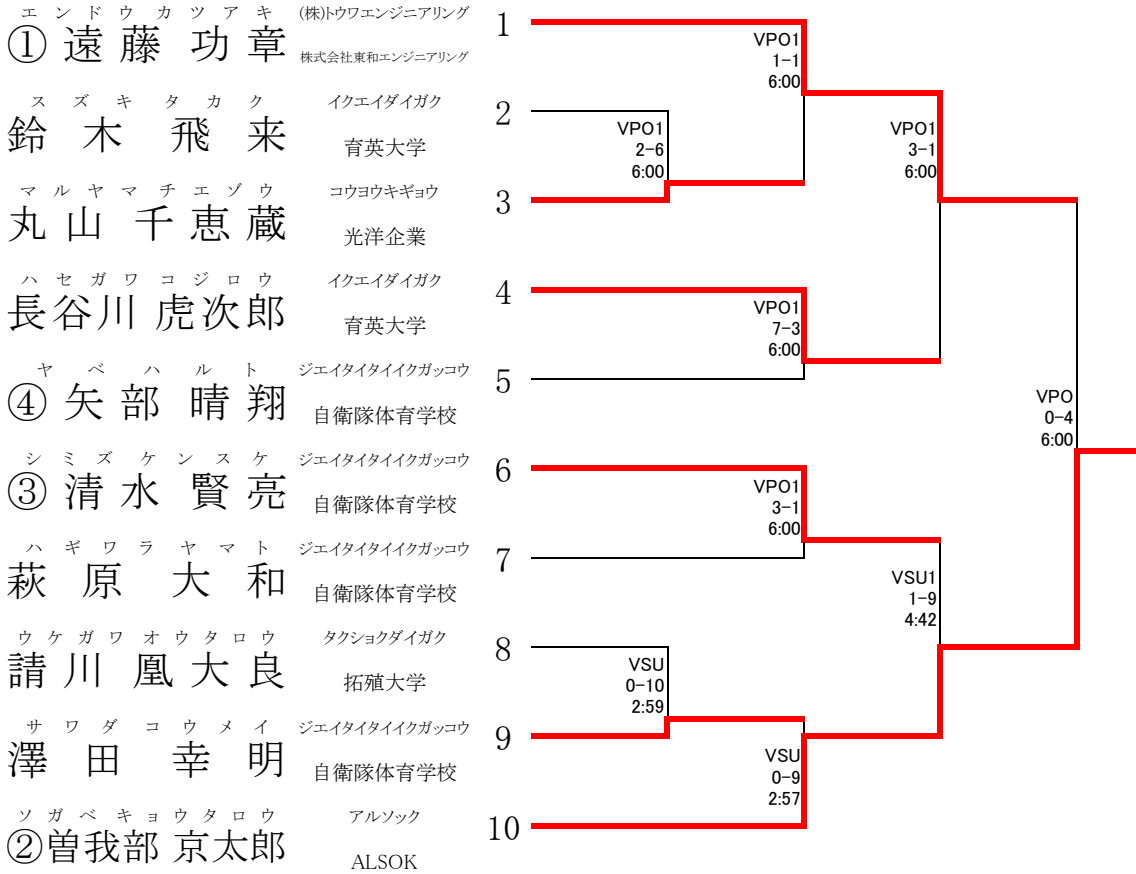 エンドウカツアキ
① 遠藤 功章
(株)トウワエンジニアリング
株式会社東和エンジニアリング
1
スズキタカク
鈴木 飛来
イクエイダイガク
育英大学
2
マルヤマチエゾウ
丸山 千恵蔵
コウヨウキギョウ
光洋企業
3
ハセガワコジロウ
長谷川 虎次郎
イクエイダイガク
育英大学
4
ヤベハルト
④ 矢部 晴翔
ジエイタイタイイクガッコウ
自衛隊体育学校
5
シミズケンスケ
③ 清水 賢亮
ジエイタイタイイクガッコウ
自衛隊体育学校
6
ハギワラヤマト
萩原 大和
ジエイタイタイイクガッコウ
自衛隊体育学校
7
ウケガワオウタロウ
請川 凰大良
タクショクダイガク
拓殖大学
8
サワダコウメイ
澤田 幸明
ジエイタイタイイクガッコウ
自衛隊体育学校
9
ソガベキョウタロウ
②曽我部 京太郎
アルソック
ALSOK
10
VPO1
2-6
6:00
VSU
0-10
2:59
VPO1
1-1
6:00
VPO1
7-3
6:00
VPO1
3-1
6:00
VSU
0-9
2:57
VPO1
3-1
6:00
VSU1
1-9
4:42
VPO
0-4
6:00